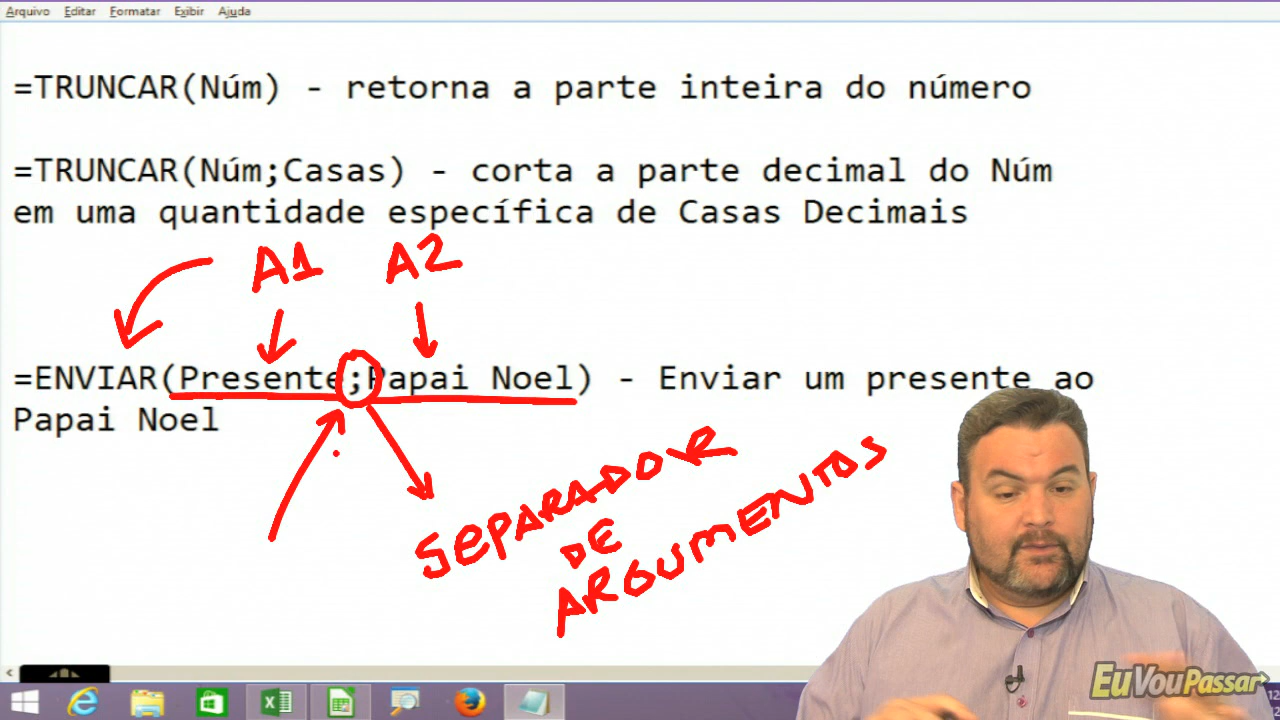 Arquivo Editar Formatar Exibir Ajuda
=TRUNCAR(Núm) - retorna a parte inteira do número
=TRUNCAR(Núm;Casas) - corta a parte decimal do Núm
em uma quantidade específica de Casas Decimais
A1 A2
=ENVIAR(Presente;Papai Noel) - Enviar um presente ao
Papai Noel
SEPARADOR
DE
ARGUMENTOS
EuVouPassar